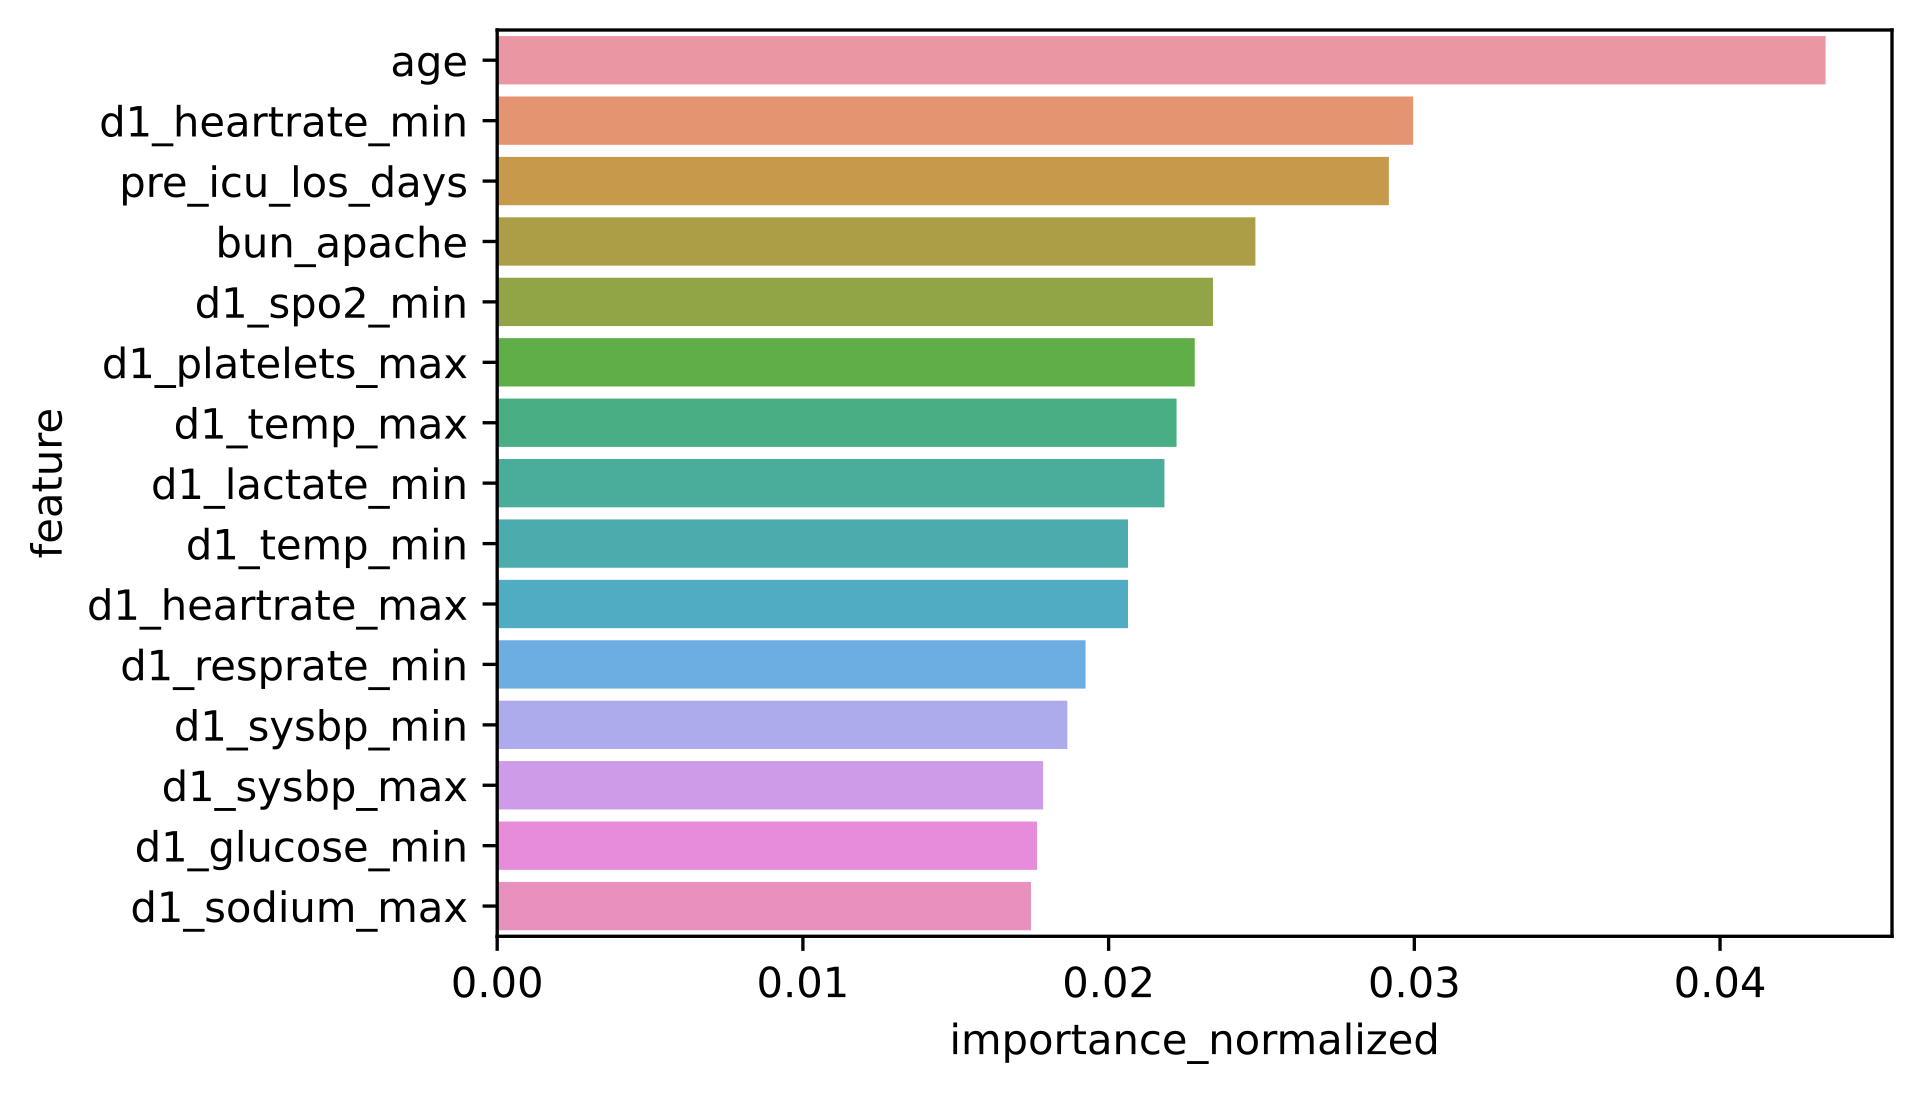 age
d1_heartrate_min
pre_icu_los_days
bun_apache
d1_spo2_min
d1_platelets_max
d1_temp_max
d1_lactate_min
d1_temp_min
d1_heartrate_max
d1_resprate_min
d1_sysbp_min
d1_sysbp_max
d1_glucose_min
d1_sodium_max
feature
0.00 0.01 0.02 0.03 0.04
importance_normalized